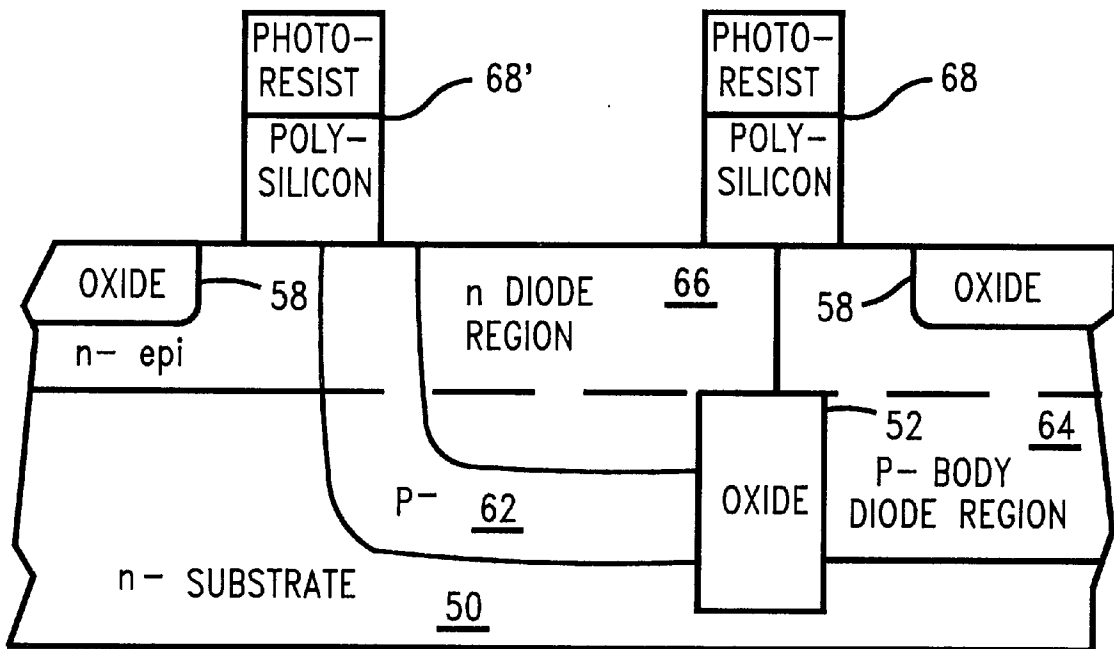 PHOTO-
RESIST
68'
POLY-
SILICON
PHOTO-
RESIST
68
POLY-
SILICON
OXIDE
58
n DIODE
REGION
66
58
OXIDE
n- epi
52
64
P- BODY
DIODE REGION
OXIDE
P-
62
n- SUBSTRATE
50